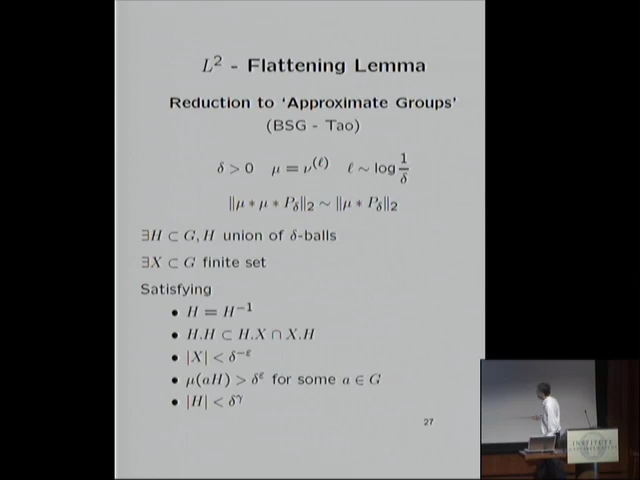 L² - Flattening Lemma
Reduction to 'Approximate Groups'
(BSG - Tao)
δ > 0 μ = ν^(ℓ) ℓ ∼ log 1/δ
‖μ ∗ μ ∗ P_δ‖₂ ∼ ‖μ ∗ P_δ‖₂
∃H ⊂ G, H union of δ-balls
∃X ⊂ G finite set
Satisfying
• H = H⁻¹
• H.H ⊂ H.X ∩ X.H
• |X| < δ^−ε
• μ(aH) > δ^ε for some a ∈ G
• |H| < δ^γ
27
INSTITUTE